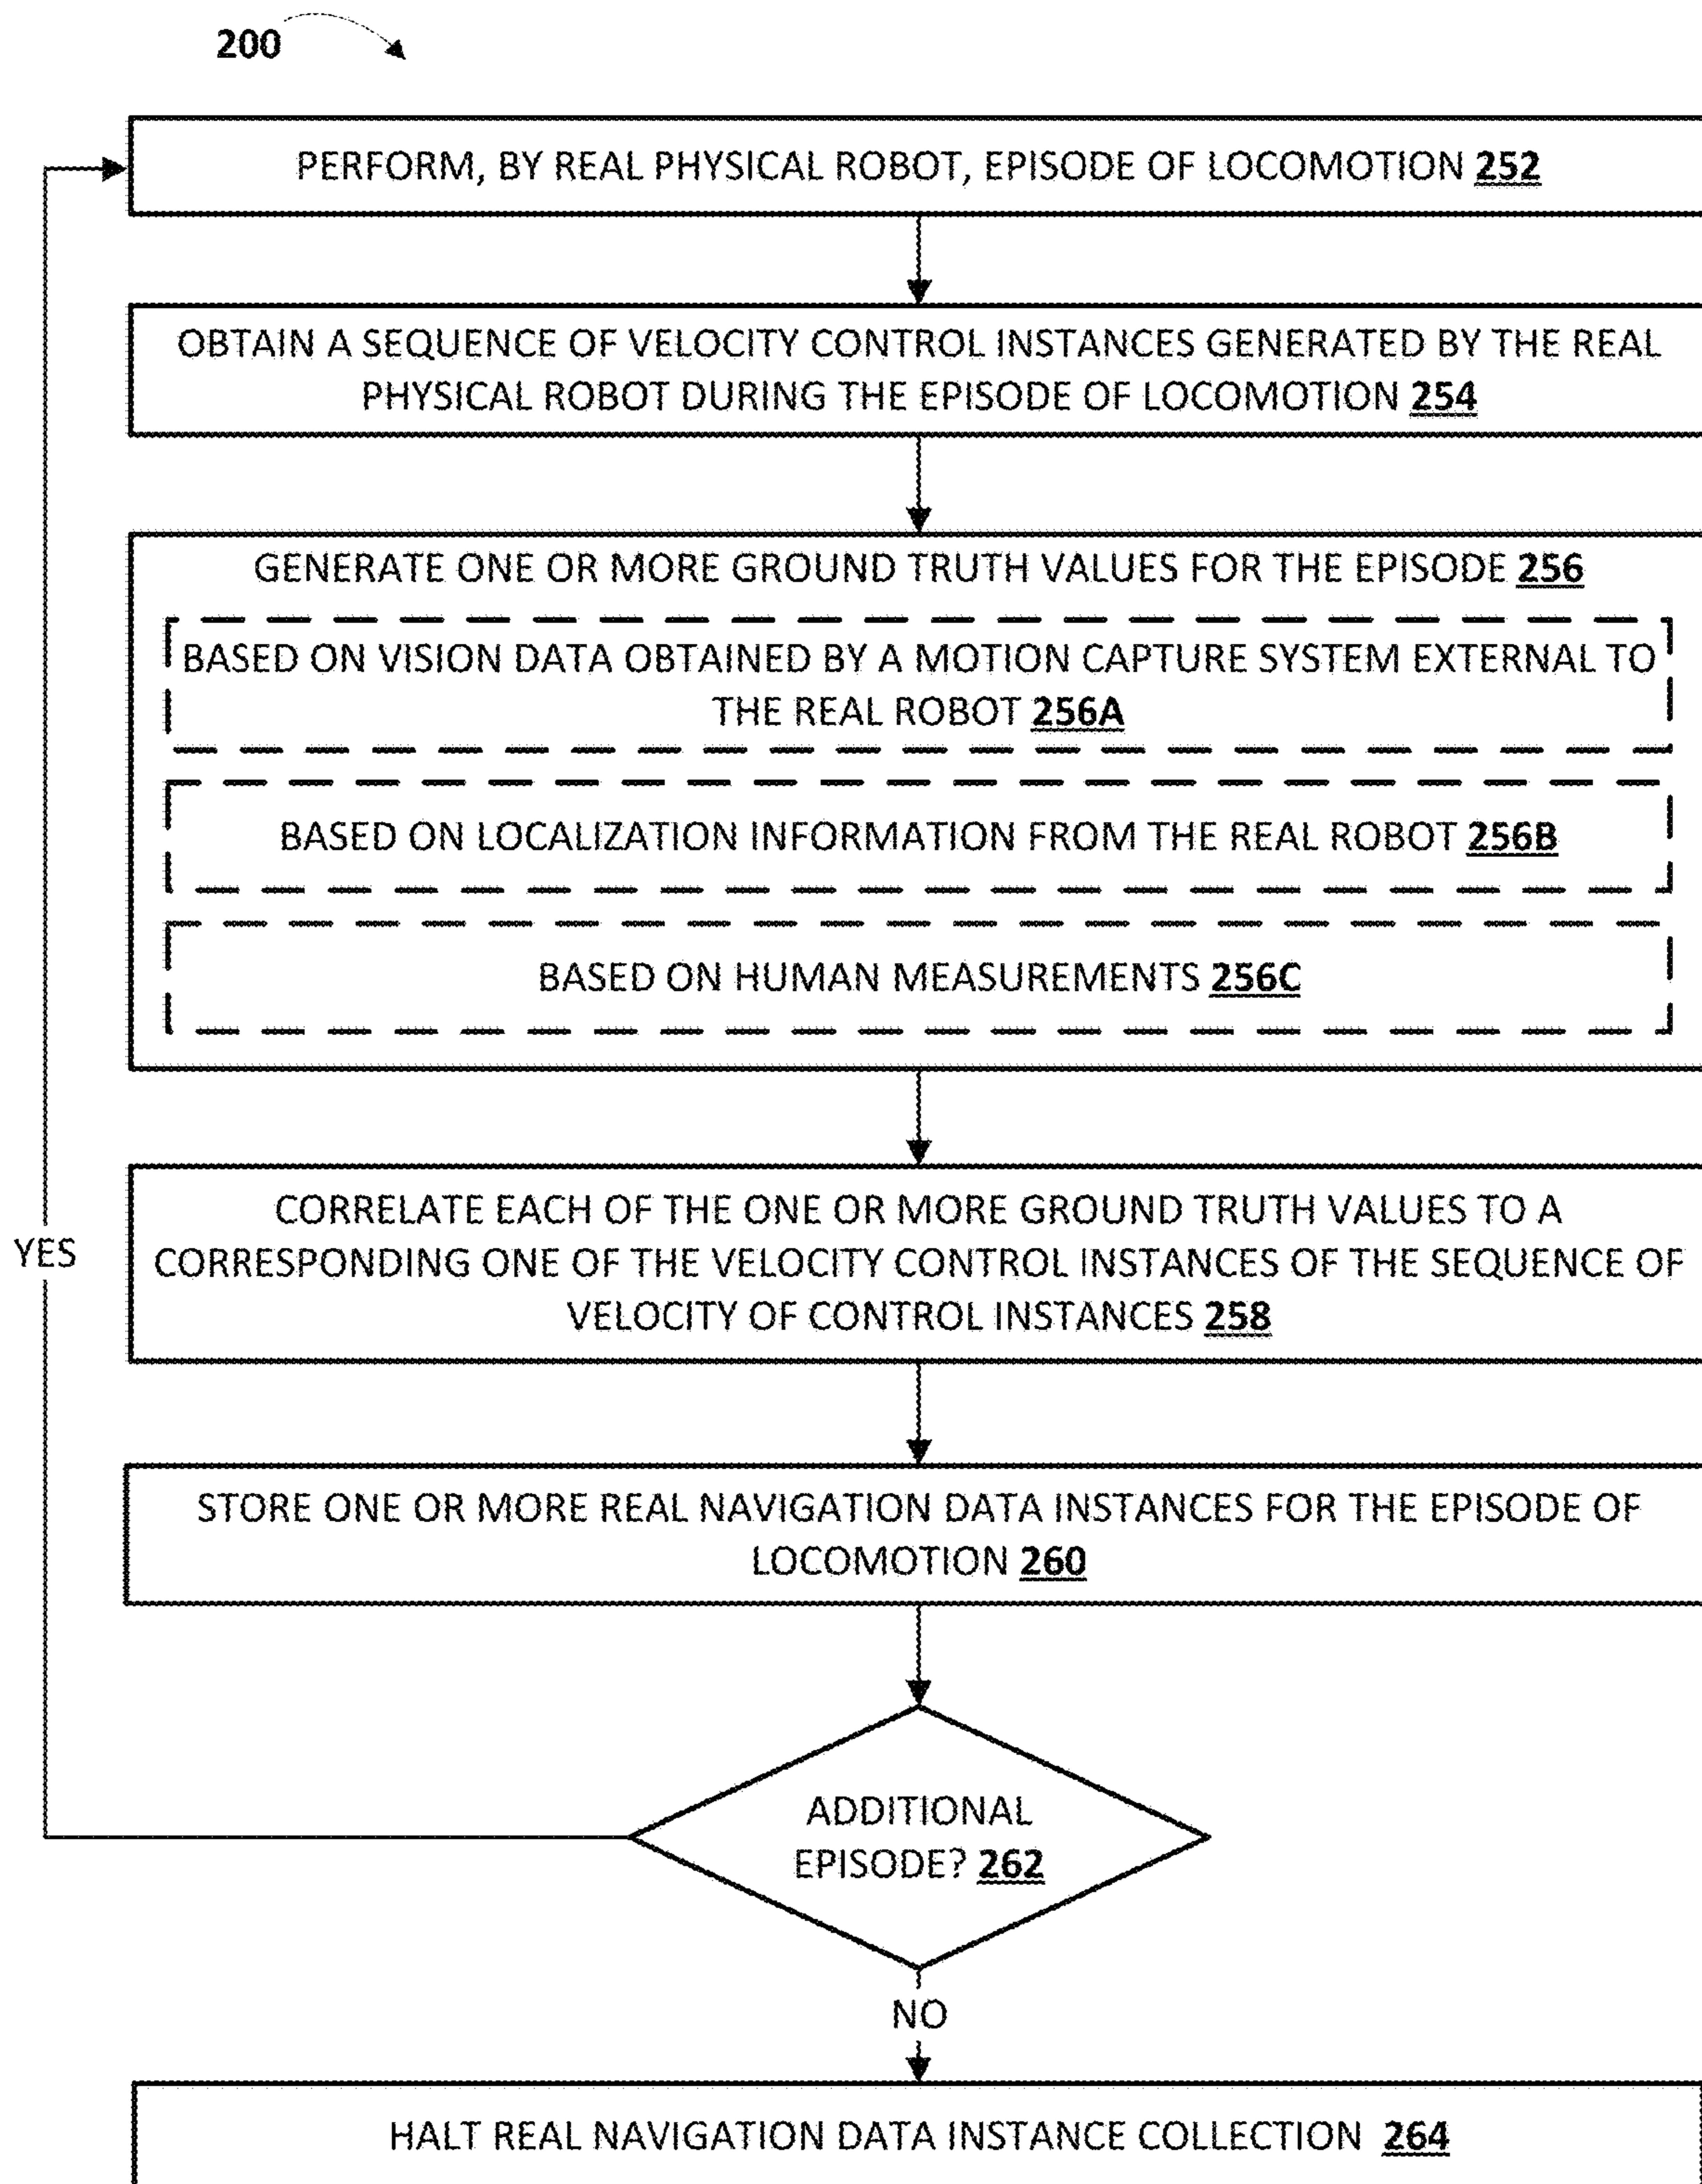 200
PERFORM, BY REAL PHYSICAL ROBOT, EPISODE OF LOCOMOTION 252
OBTAIN A SEQUENCE OF VELOCITY CONTROL INSTANCES GENERATED BY THE REAL
PHYSICAL ROBOT DURING THE EPISODE OF LOCOMOTION 254
GENERATE ONE OR MORE GROUND TRUTH VALUES FOR THE EPISODE 256
BASED ON VISION DATA OBTAINED BY A MOTION CAPTURE SYSTEM EXTERNAL TO
THE REAL ROBOT 256A
BASED ON LOCALIZATION INFORMATION FROM THE REAL ROBOT 256B
BASED ON HUMAN MEASUREMENTS 256C
CORRELATE EACH OF THE ONE OR MORE GROUND TRUTH VALUES TO A
CORRESPONDING ONE OF THE VELOCITY CONTROL INSTANCES OF THE SEQUENCE OF
VELOCITY OF CONTROL INSTANCES 258
YES
STORE ONE OR MORE REAL NAVIGATION DATA INSTANCES FOR THE EPISODE OF
LOCOMOTION 260
ADDITIONAL
EPISODE? 262
NO
HALT REAL NAVIGATION DATA INSTANCE COLLECTION 264